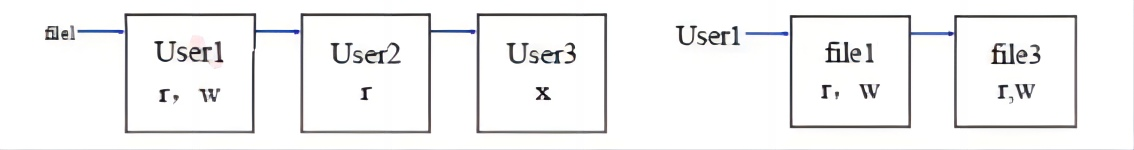 file1
User1
r, w
User2
r
User3
x
User1
file1
r, w
file3
r,w